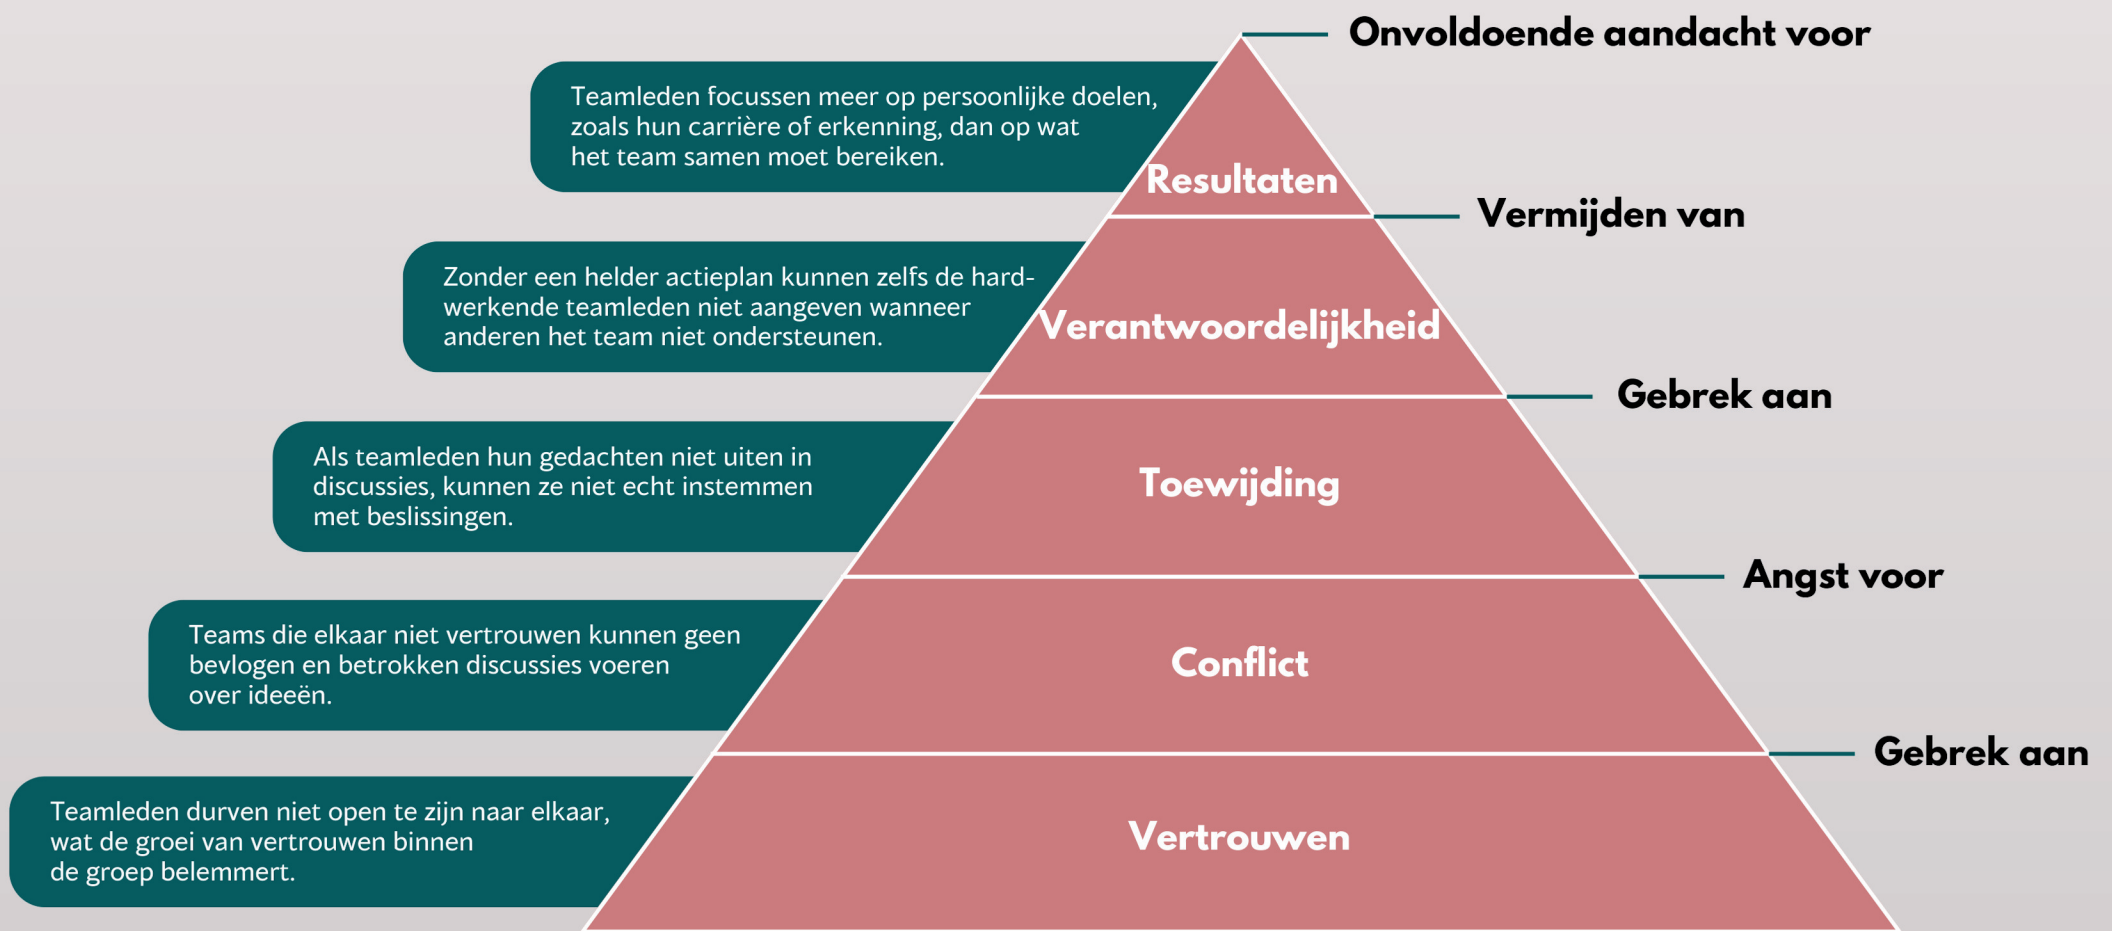 Onvoldoende aandacht voor
Teamleden focussen meer op persoonlijke doelen,
zoals hun carrière of erkenning, dan op wat
het team samen moet bereiken.
Resultaten
Vermijden van
Zonder een helder actieplan kunnen zelfs de hard-
werkende teamleden niet aangeven wanneer
anderen het team niet ondersteunen.
Verantwoordelijkheid
Gebrek aan
Als teamleden hun gedachten niet uiten in
discussies, kunnen ze niet echt instemmen
met beslissingen.
Toewijding
Angst voor
Teams die elkaar niet vertrouwen kunnen geen
bevlogen en betrokken discussies voeren
over ideeën.
Conflict
Gebrek aan
Teamleden durven niet open te zijn naar elkaar,
wat de groei van vertrouwen binnen
de groep belemmert.
Vertrouwen